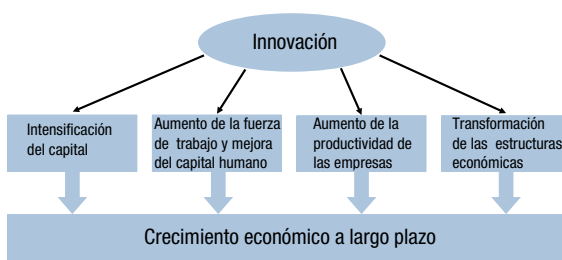 Innovación
Intensificación
del capital
Aumento de la fuerza
de trabajo y mejora
del capital humano
Aumento de la
productividad de
las empresas
Transformación
de las estructuras
económicas
Crecimiento económico a largo plazo